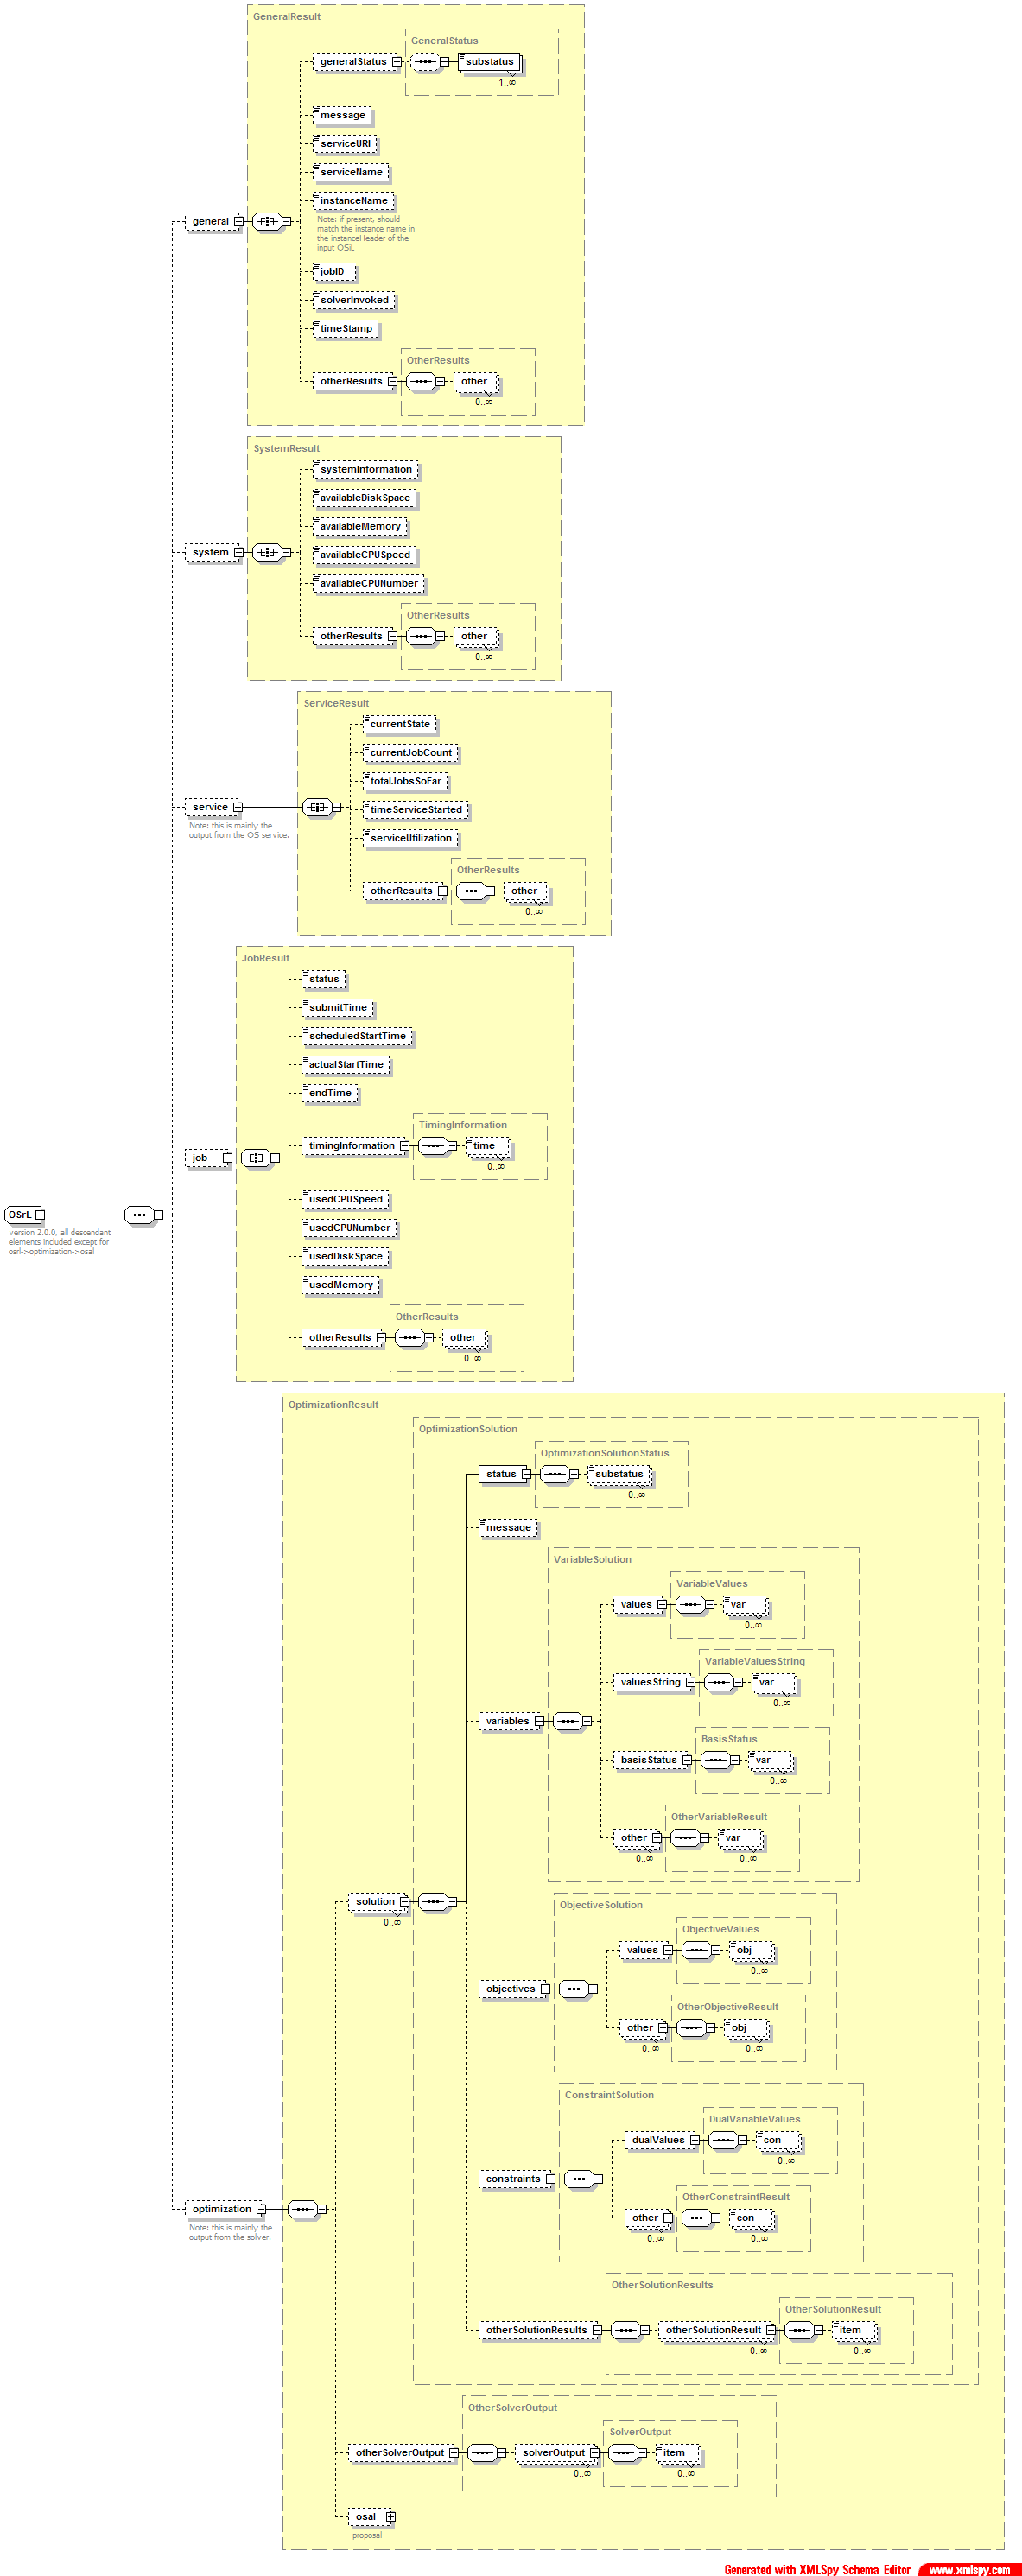 GeneralResult
GeneralStatus
generalStatus
substatus
1..∞
message
serviceURI
serviceName
instanceName
Note: if present, should
match the instance name in
the instanceHeader of the
input OSiL
general
jobID
solverInvoked
timeStamp
OtherResults
otherResults
other
0..∞
SystemResult
systemInformation
availableDiskSpace
availableMemory
system
availableCPUSpeed
availableCPUNumber
OtherResults
otherResults
other
0..∞
ServiceResult
currentState
currentJobCount
totalJobsSoFar
service
Note: this is mainly the
output from the OS service.
timeServiceStarted
serviceUtilization
OtherResults
otherResults
other
0..∞
JobResult
status
submitTime
scheduledStartTime
actualStartTime
endTime
TimingInformation
timingInformation
time
0..∞
job
usedCPUSpeed
OSrL
version 2.0.0, all descendant
elements included except for
osrl->optimization->osal
usedCPUNumber
usedDiskSpace
usedMemory
OtherResults
otherResults
other
0..∞
OptimizationResult
OptimizationSolution
OptimizationSolutionStatus
status
substatus
0..∞
message
VariableSolution
VariableValues
values
var
0..∞
VariableValuesString
valuesString
var
0..∞
variables
BasisStatus
basisStatus
var
0..∞
OtherVariableResult
other
0..∞
var
0..∞
solution
0..∞
ObjectiveSolution
ObjectiveValues
values
obj
0..∞
objectives
OtherObjectiveResult
other
0..∞
obj
0..∞
ConstraintSolution
DualVariableValues
dualValues
con
0..∞
constraints
OtherConstraintResult
other
0..∞
con
0..∞
optimization
Note: this is mainly the
output from the solver.
OtherSolutionResults
OtherSolutionResult
otherSolutionResults
otherSolutionResult
0..∞
item
0..∞
OtherSolverOutput
SolverOutput
otherSolverOutput
solverOutput
0..∞
item
0..∞
osal
proposal
Generated with XMLSpy Schema Editor www.xmlspy.com